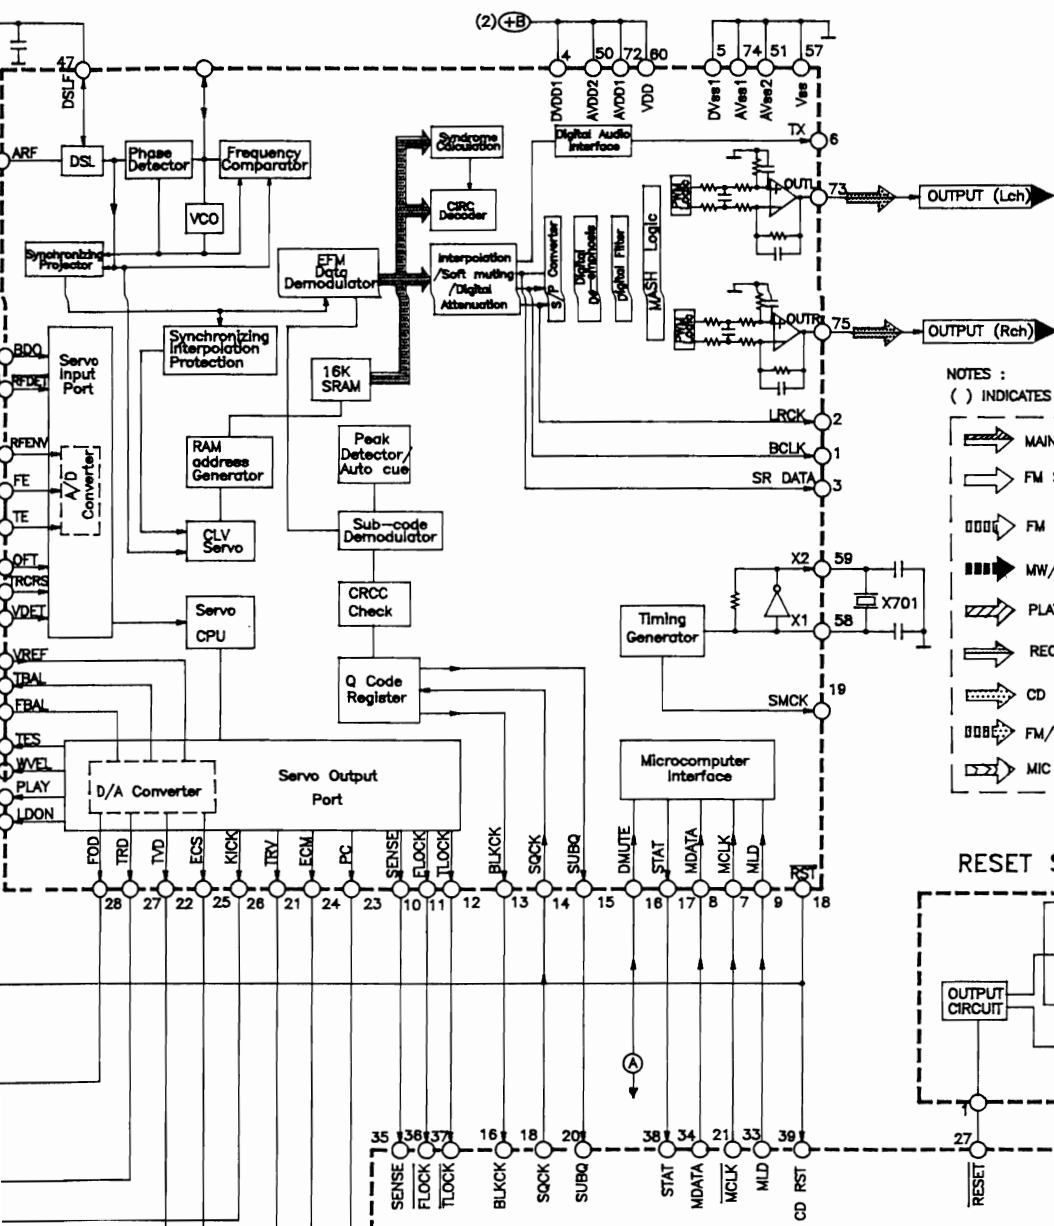 (2) +B
47
4
50
72
60
5
74
51
57
DSLF
DVDD1
AVDD2
AVDD1
VDD
DVss1
AVss1
AVss2
Vss
ARF
DSL
Phase
Detector
Frequency
Comparator
Syndrome
Calculation
Digital Audio
Interface
TX
6
VCO
CIRC
Decoder
OUTL
73
OUTPUT (Lch)
Synchronizing
Projector
EFM
Data
Demodulator
Interpolation
/Soft muting
/Digital
Attenuation
S/P Converter
Digital
De-emphasis
Digital Filter
MASH Logic
PWM
Logic
PWM
Logic
OUTR
75
OUTPUT (Rch)
Synchronizing
Interpolation
Protection
16K
SRAM
BDO
RFDET
Servo
Input
Port
RFENV
FE
TE
A/D
Converter
OFT
TRCRS
VDET
RAM
address
Generator
Peak
Detector/
Auto cue
LRCK
2
BCLK
1
SR DATA
3
CLV
Servo
Sub-code
Demodulator
NOTES :
( ) INDICATES
MAIN
FM
FM
MW/
PLA
REC
CD
FM/
MIC
Servo
CPU
CRCC
Check
Timing
Generator
X2
59
X701
X1
58
SMCK
19
VREF
TBAL
FBAL
TES
WVEL
PLAY
LDON
Q Code
Register
D/A Converter
Servo Output
Port
Microcomputer
Interface
FOD
TRD
TVD
ECS
KICK
TRV
ECM
PC
SENSE
FLOCK
TLOCK
BLKCK
SQCK
SUBQ
DMUTE
STAT
MDATA
MCLK
MLD
RST
28
27
22
25
26
21
24
23
10
11
12
13
14
15
16
17
8
7
9
18
RESET S
OUTPUT
CIRCUIT
A
1
35
36
37
16
18
20
38
34
21
33
39
27
SENSE
FLOCK
TLOCK
BLKCK
SQCK
SUBQ
STAT
MDATA
MCLK
MLD
CD RST
RESET